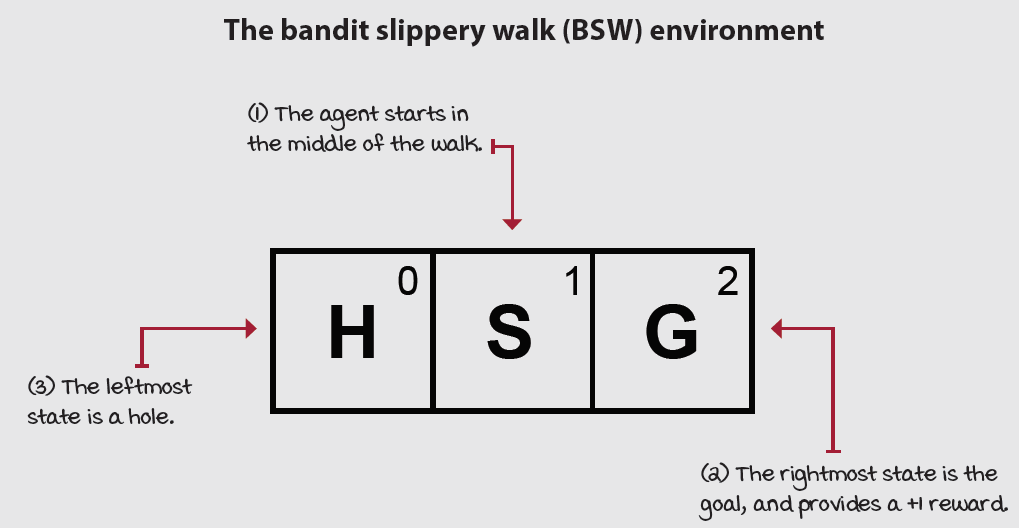 The bandit slippery walk (BSW) environment
(1) The agent starts in
the middle of the walk.
0
1
2
H
S
G
(3) The leftmost
state is a hole.
(2) The rightmost state is the
goal, and provides a +1 reward.